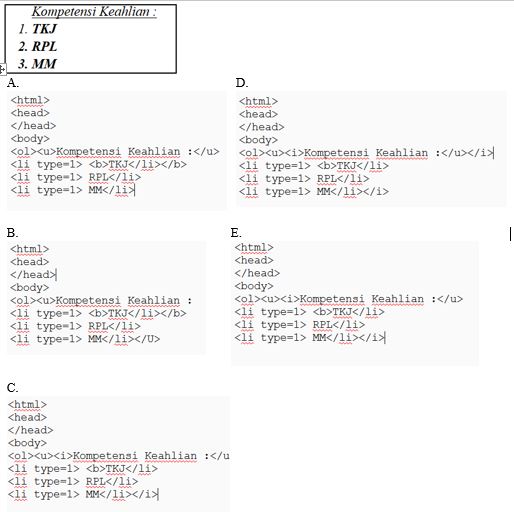 Kompetensi Keahlian :
1. TKJ
2. RPL
3. MM
A.
<html>
<head>
</head>
<body>
<ol><u>Kompetensi Keahlian :</u>
<li type=1> <b>TKJ</li></b>
<li type=1> RPL</li>
<li type=1> MM</li>
B.
<html>
<head>
</head>
<body>
<ol><u>Kompetensi Keahlian :
<li type=1> <b>TKJ</li></b>
<li type=1> RPL</li>
<li type=1> MM</li></U>
C.
<html>
<head>
</head>
<body>
<ol><u><i>Kompetensi Keahlian :</u
<li type=1> <b>TKJ</li>
<li type=1> RPL</li>
<li type=1> MM</li></i>
D.
<html>
<head>
</head>
<body>
<ol><u><i>Kompetensi Keahlian :</u></i>
<li type=1> <b>TKJ</li>
<li type=1> RPL</li>
<li type=1> MM</li></i>
E.
<html>
<head>
</head>
<body>
<ol><u><i>Kompetensi Keahlian :</u>
<li type=1> <b>TKJ</li>
<li type=1> RPL</li>
<li type=1> MM</li></i>